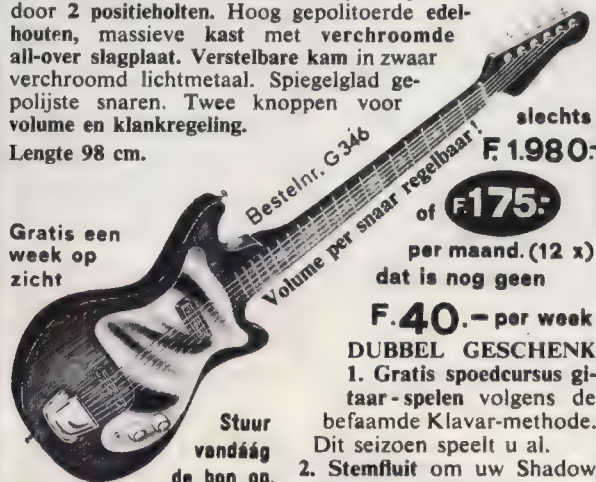 door 2 positieholten. Hoog gepolitoerde edel-
houten, massieve kast met verchroomde
all-over slagplaat. Verstelbare kam in zwaar
verchroomd lichtmetaal. Spiegelglad ge-
polijste snaren. Twee knoppen voor
volume en klankregeling.
Lengte 98 cm.
Gratis een
week op
zicht
Bestelnr. G 346
Volume per snaar regelbaar!
slechts
F. 1.980.-
of F.175.-
per maand. (12 x)
dat is nog geen
F.40.- per week
DUBBEL GESCHENK
1. Gratis spoedcursus gi-
taar-spelen volgens de
befaamde Klavar-methode.
Dit seizoen speelt u al.
2. Stemfluit om uw Shadow
Stuur
vandáág
de bon op.